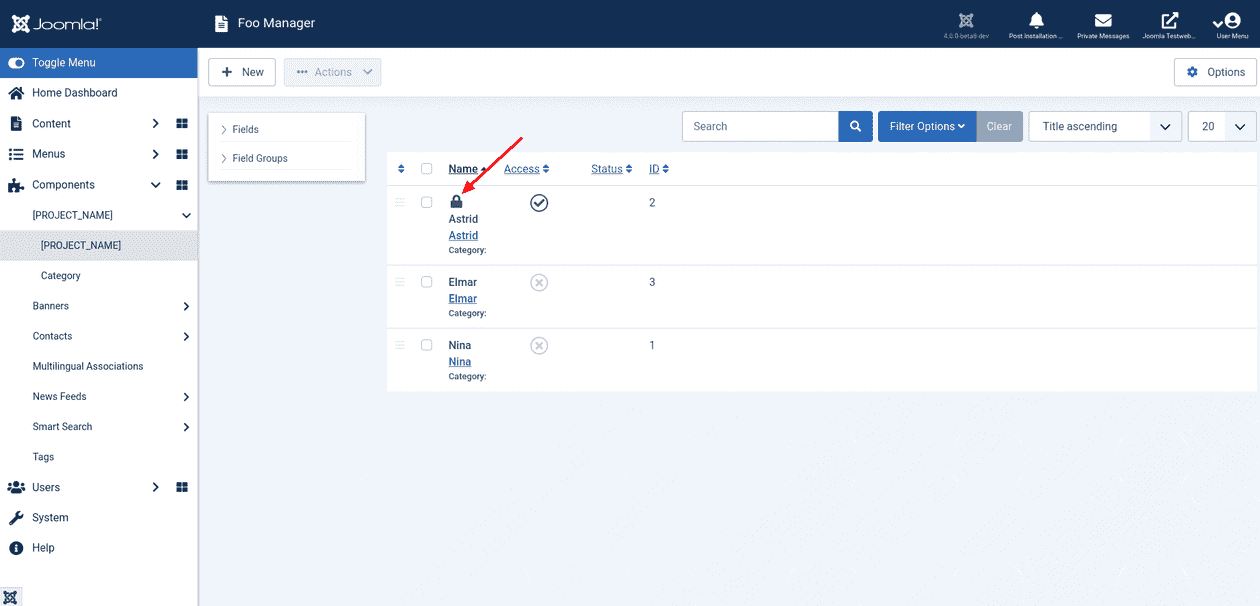 Joomla!
Foo Manager
4.0.0-beta6-dev
Post Installation ...
Private Messages
Joomla Testweb...
User Menu
Toggle Menu
New
Actions
Options
Home Dashboard
Content
Menus
Components
[PROJECT_NAME]
[PROJECT_NAME]
Category
Banners
Contacts
Multilingual Associations
News Feeds
Smart Search
Tags
Users
System
Help
Fields
Field Groups
Search
Filter Options
Clear
Title ascending
20
Name Access Status ID
Astrid
Astrid
Category:
2
Elmar
Elmar
Category:
3
Nina
Nina
Category:
1